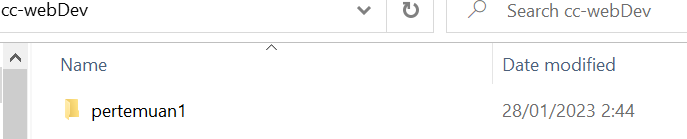 cc-webDev
Search cc-webDev
Name
Date modified
pertemuan1
28/01/2023 2:44